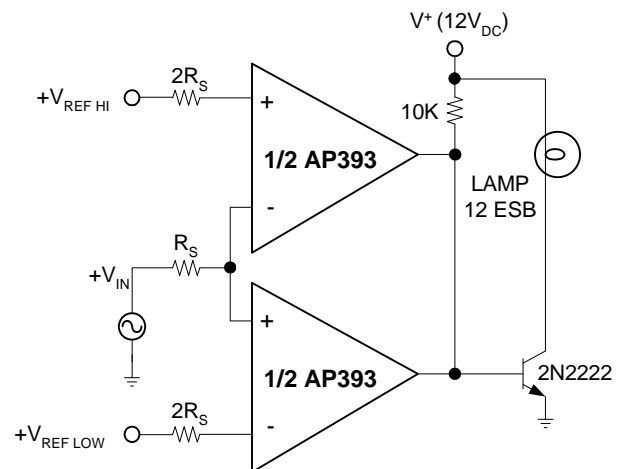 V+ (12VDC)
2RS
+VREF HI
+
1/2 AP393
-
10K
LAMP
12 ESB
RS
+VIN
+
1/2 AP393
-
2N2222
2RS
+VREF LOW